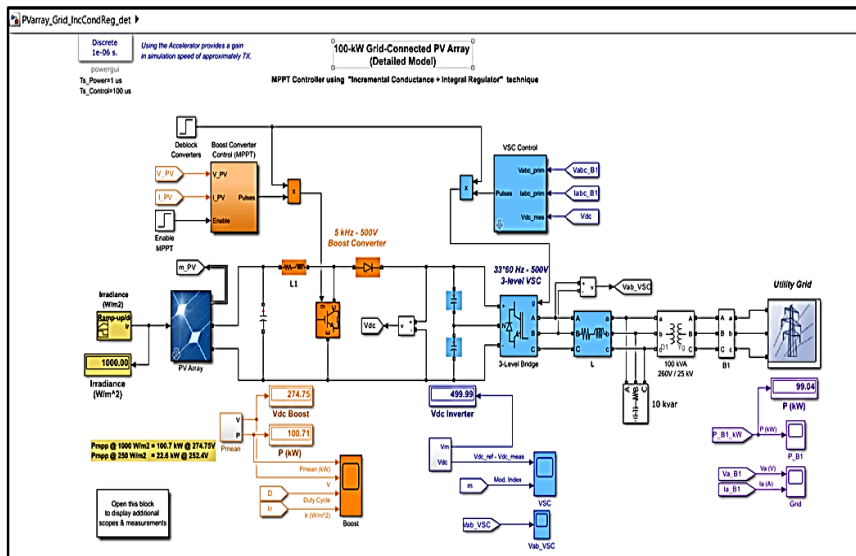 PVarray_Grid_IncCondReg_det
Discrete
1e-06 s.
powergui
Ts_Power=1 us
Ts_Control=100 us
Using the Accelerator provides a gain
in simulation speed of approximately 7X.
100-kW Grid-Connected PV Array
(Detailed Model)
MPPT Controller using "Incremental Conductance + Integral Regulator" technique
Deblock
Converters
Boost Converter
Control (MPPT)
V_PV
I_PV
V_PV
I_PV
Enable
Pulses
Enable
MPPT
x
x
VSC Control
Pulses
Vabc_prim
Iabc_prim
Vdc_mes
Vabc_B1
Iabc_B1
Vdc
5 kHz - 500V
Boost Converter
33*60 Hz - 500V
3-level VSC
Utility Grid
m_PV
L1
Irradiance
(W/m2)
Ramp-up/d
Ir
1000.00
Irradiance
(W/m^2)
PV Array
Vdc
v
+
-
g
+
N
-
A
B
C
3-Level Bridge
v
Vab_VSC
A
B
C
a
b
c
L
a
b
c
A
B
C
D1
Yg
100 kVA
260V / 25 kV
B1
A
B
C
10 kvar
274.75
Vdc Boost
100.71
P (kW)
V
P
Pmean
Pmean (kW)
V
D
Duty Cycle
Ir
Ir (W/m^2)
Boost
Pmpp @ 1000 W/m2 = 100.7 kW @ 274.75V
Pmpp @ 250 W/m2 = 22.6 kW @ 252.4V
Open this block
to display additional
scopes & measurements
499.99
Vdc Inverter
Vm
Vdc
Vdc_ref - Vdc_meas
m
Mod. Index
VSC
Vab_VSC
Vab_VSC
99.04
P (kW)
P_B1_kW
P (kW)
P_B1
Va_B1
Va (V)
Ia_B1
Ia (A)
Grid